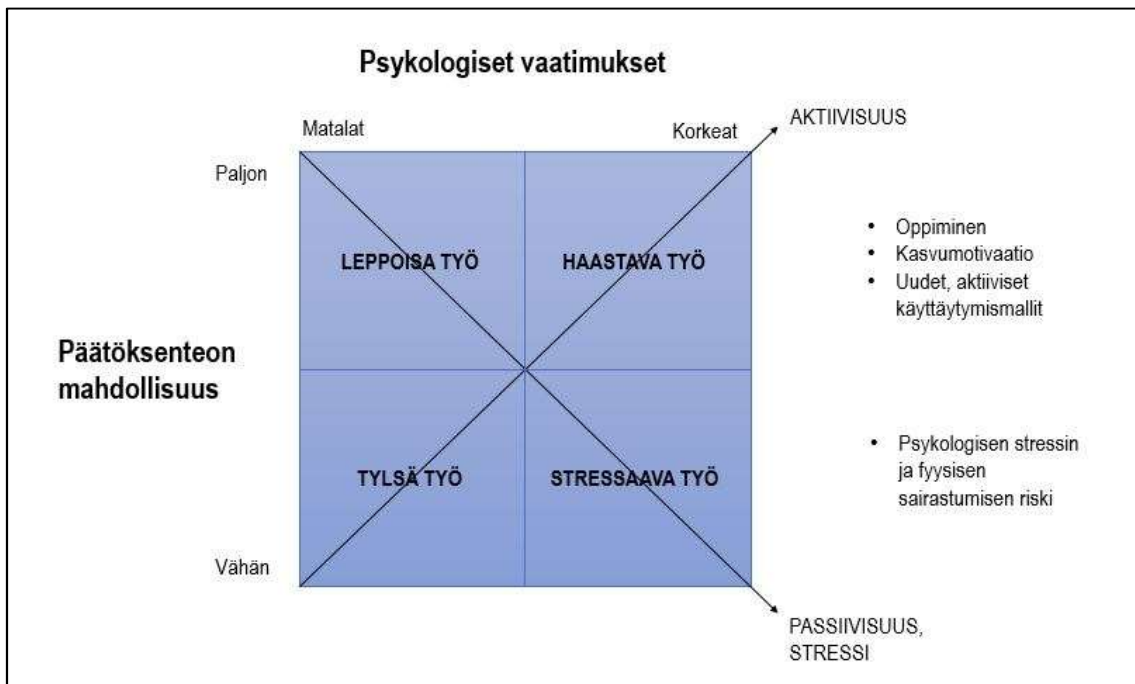 Psykologiset vaatimukset
Matalat
Korkeat
AKTIIVISUUS
Paljon
LEPPOISA TYÖ
HAASTAVA TYÖ
• Oppiminen
• Kasvumotivaatio
• Uudet, aktiiviset
käyttäytymismallit
Päätöksenteon
mahdollisuus
TYLSÄ TYÖ
STRESSAAVA TYÖ
• Psykologisen stressin
ja fyysisen
sairastumisen riski
Vähän
PASSIIVISUUS,
STRESSI